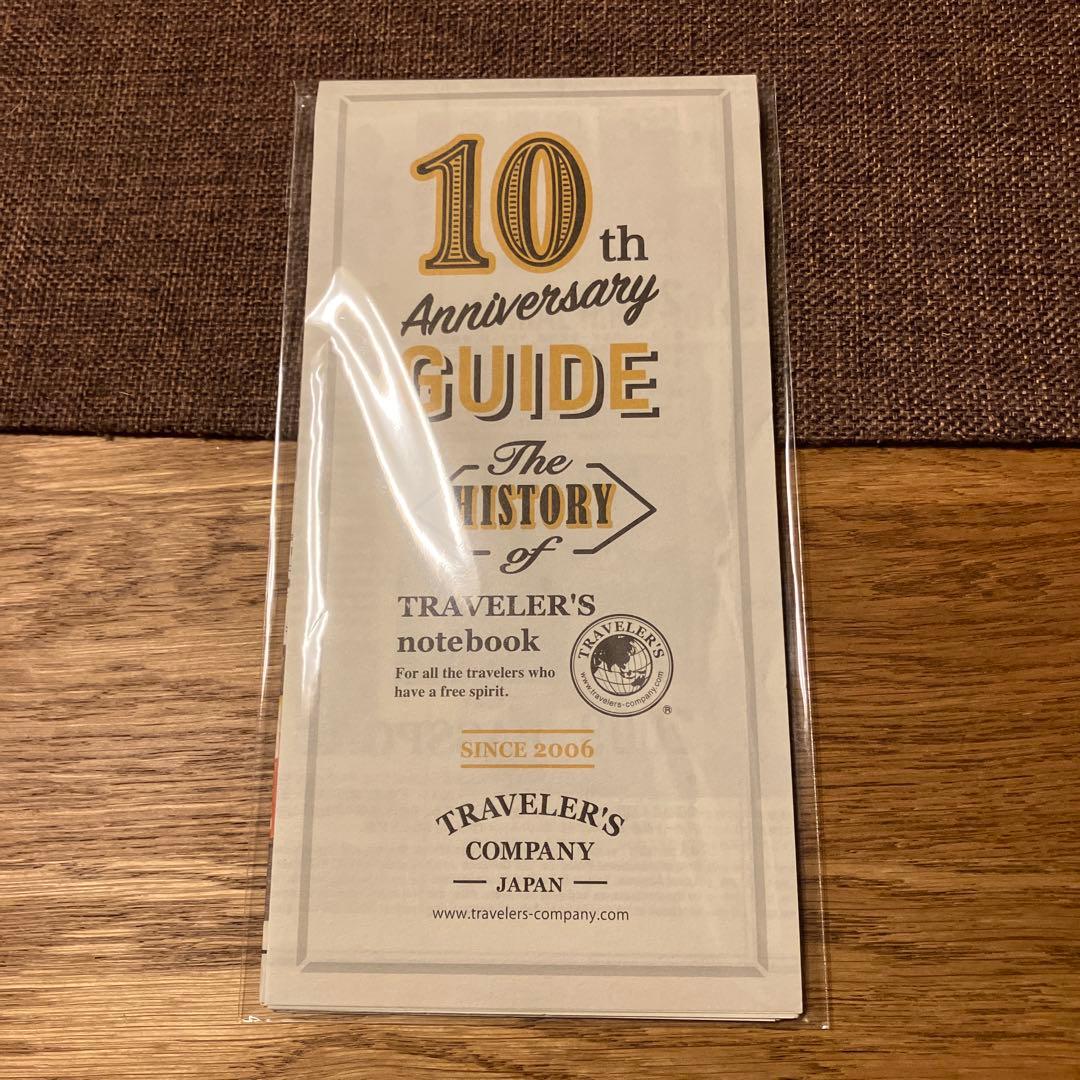 10th
Anniversary
GUIDE
The
HISTORY
of
TRAVELER'S
notebook
For all the travelers who
have a free spirit.
TRAVELER'S
www.travelers-company.com
®
SINCE 2006
TRAVELER'S
COMPANY
JAPAN
www.travelers-company.com